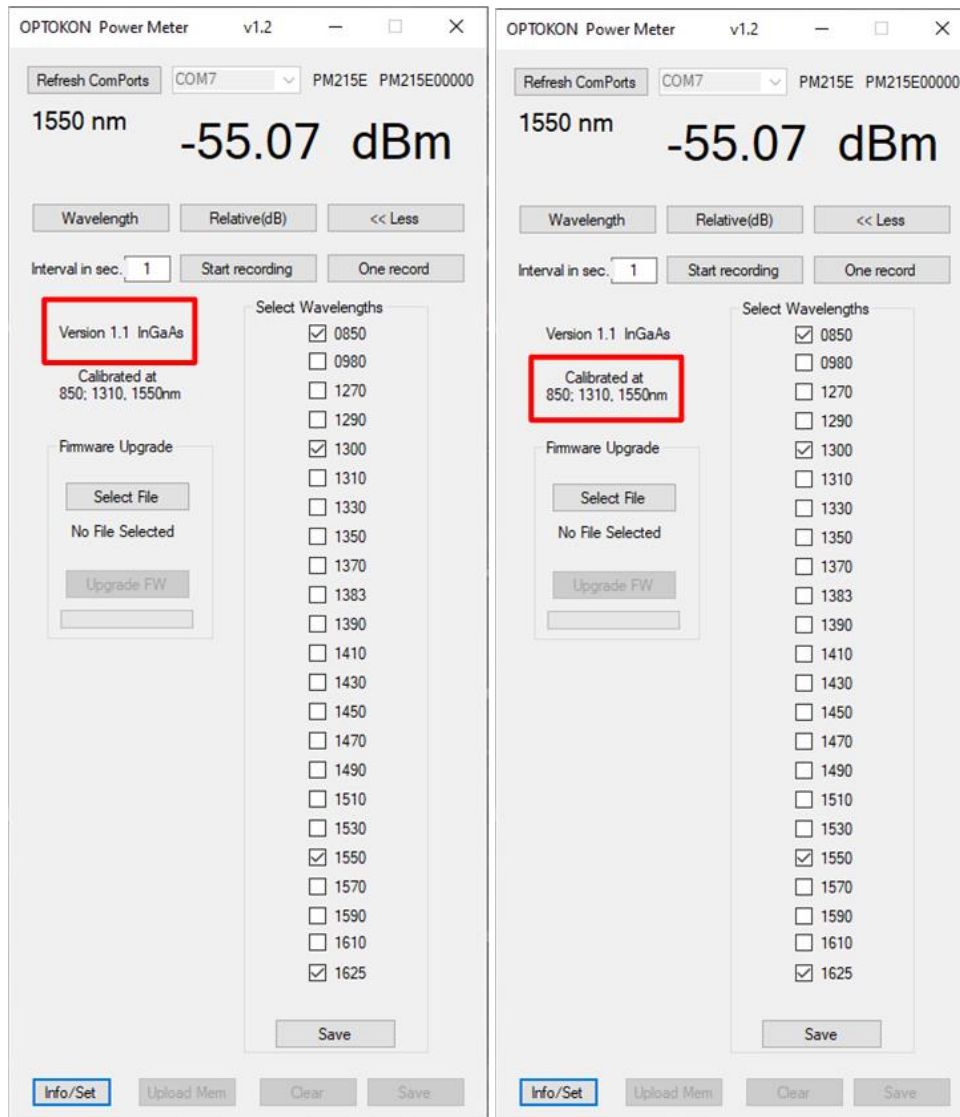 OPTOKON Power Meter v1.2
Refresh ComPorts COM7 PM215E PM215E00000
1550 nm
-55.07 dBm
Wavelength Relative(dB) << Less
Interval in sec. 1 Start recording One record
Version 1.1 InGaAs
Calibrated at
850; 1310, 1550nm
Firmware Upgrade
Select File
No File Selected
Upgrade FW
Select Wavelengths
0850
0980
1270
1290
1300
1310
1330
1350
1370
1383
1390
1410
1430
1450
1470
1490
1510
1530
1550
1570
1590
1610
1625
Save
Info/Set Upload Mem Clear Save
OPTOKON Power Meter v1.2
Refresh ComPorts COM7 PM215E PM215E00000
1550 nm
-55.07 dBm
Wavelength Relative(dB) << Less
Interval in sec. 1 Start recording One record
Version 1.1 InGaAs
Calibrated at
850; 1310, 1550nm
Firmware Upgrade
Select File
No File Selected
Upgrade FW
Select Wavelengths
0850
0980
1270
1290
1300
1310
1330
1350
1370
1383
1390
1410
1430
1450
1470
1490
1510
1530
1550
1570
1590
1610
1625
Save
Info/Set Upload Mem Clear Save